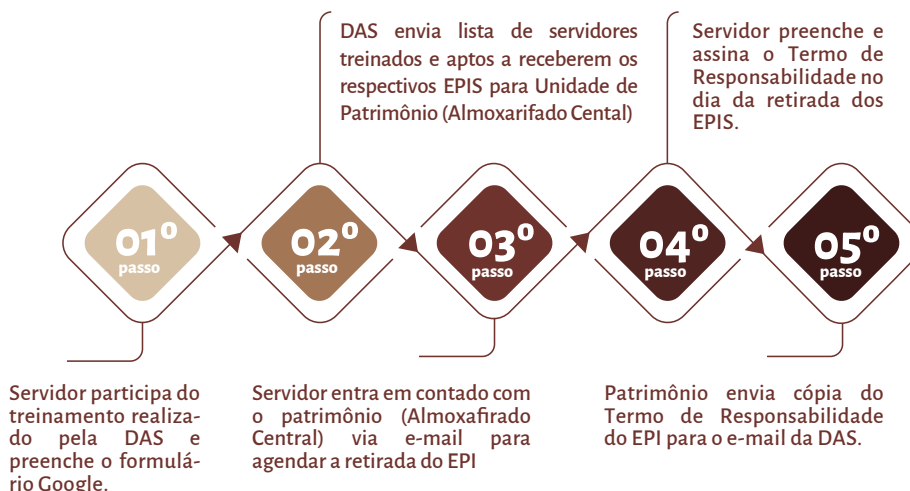 DAS envia lista de servidores
treinados e aptos a receberem os
respectivos EPIS para Unidade de
Patrimônio (Almoxarifado Cental)
Servidor preenche e
assina o Termo de
Responsabilidade no
dia da retirada dos
EPIS.
01º
passo
02º
passo
03º
passo
04º
passo
05º
passo
Servidor participa do
treinamento realiza-
do pela DAS e
preenche o formulá-
rio Google.
Servidor entra em contado com
o patrimônio (Almoxafirado
Central) via e-mail para
agendar a retirada do EPI
Patrimônio envia cópia do
Termo de Responsabilidade
do EPI para o e-mail da DAS.